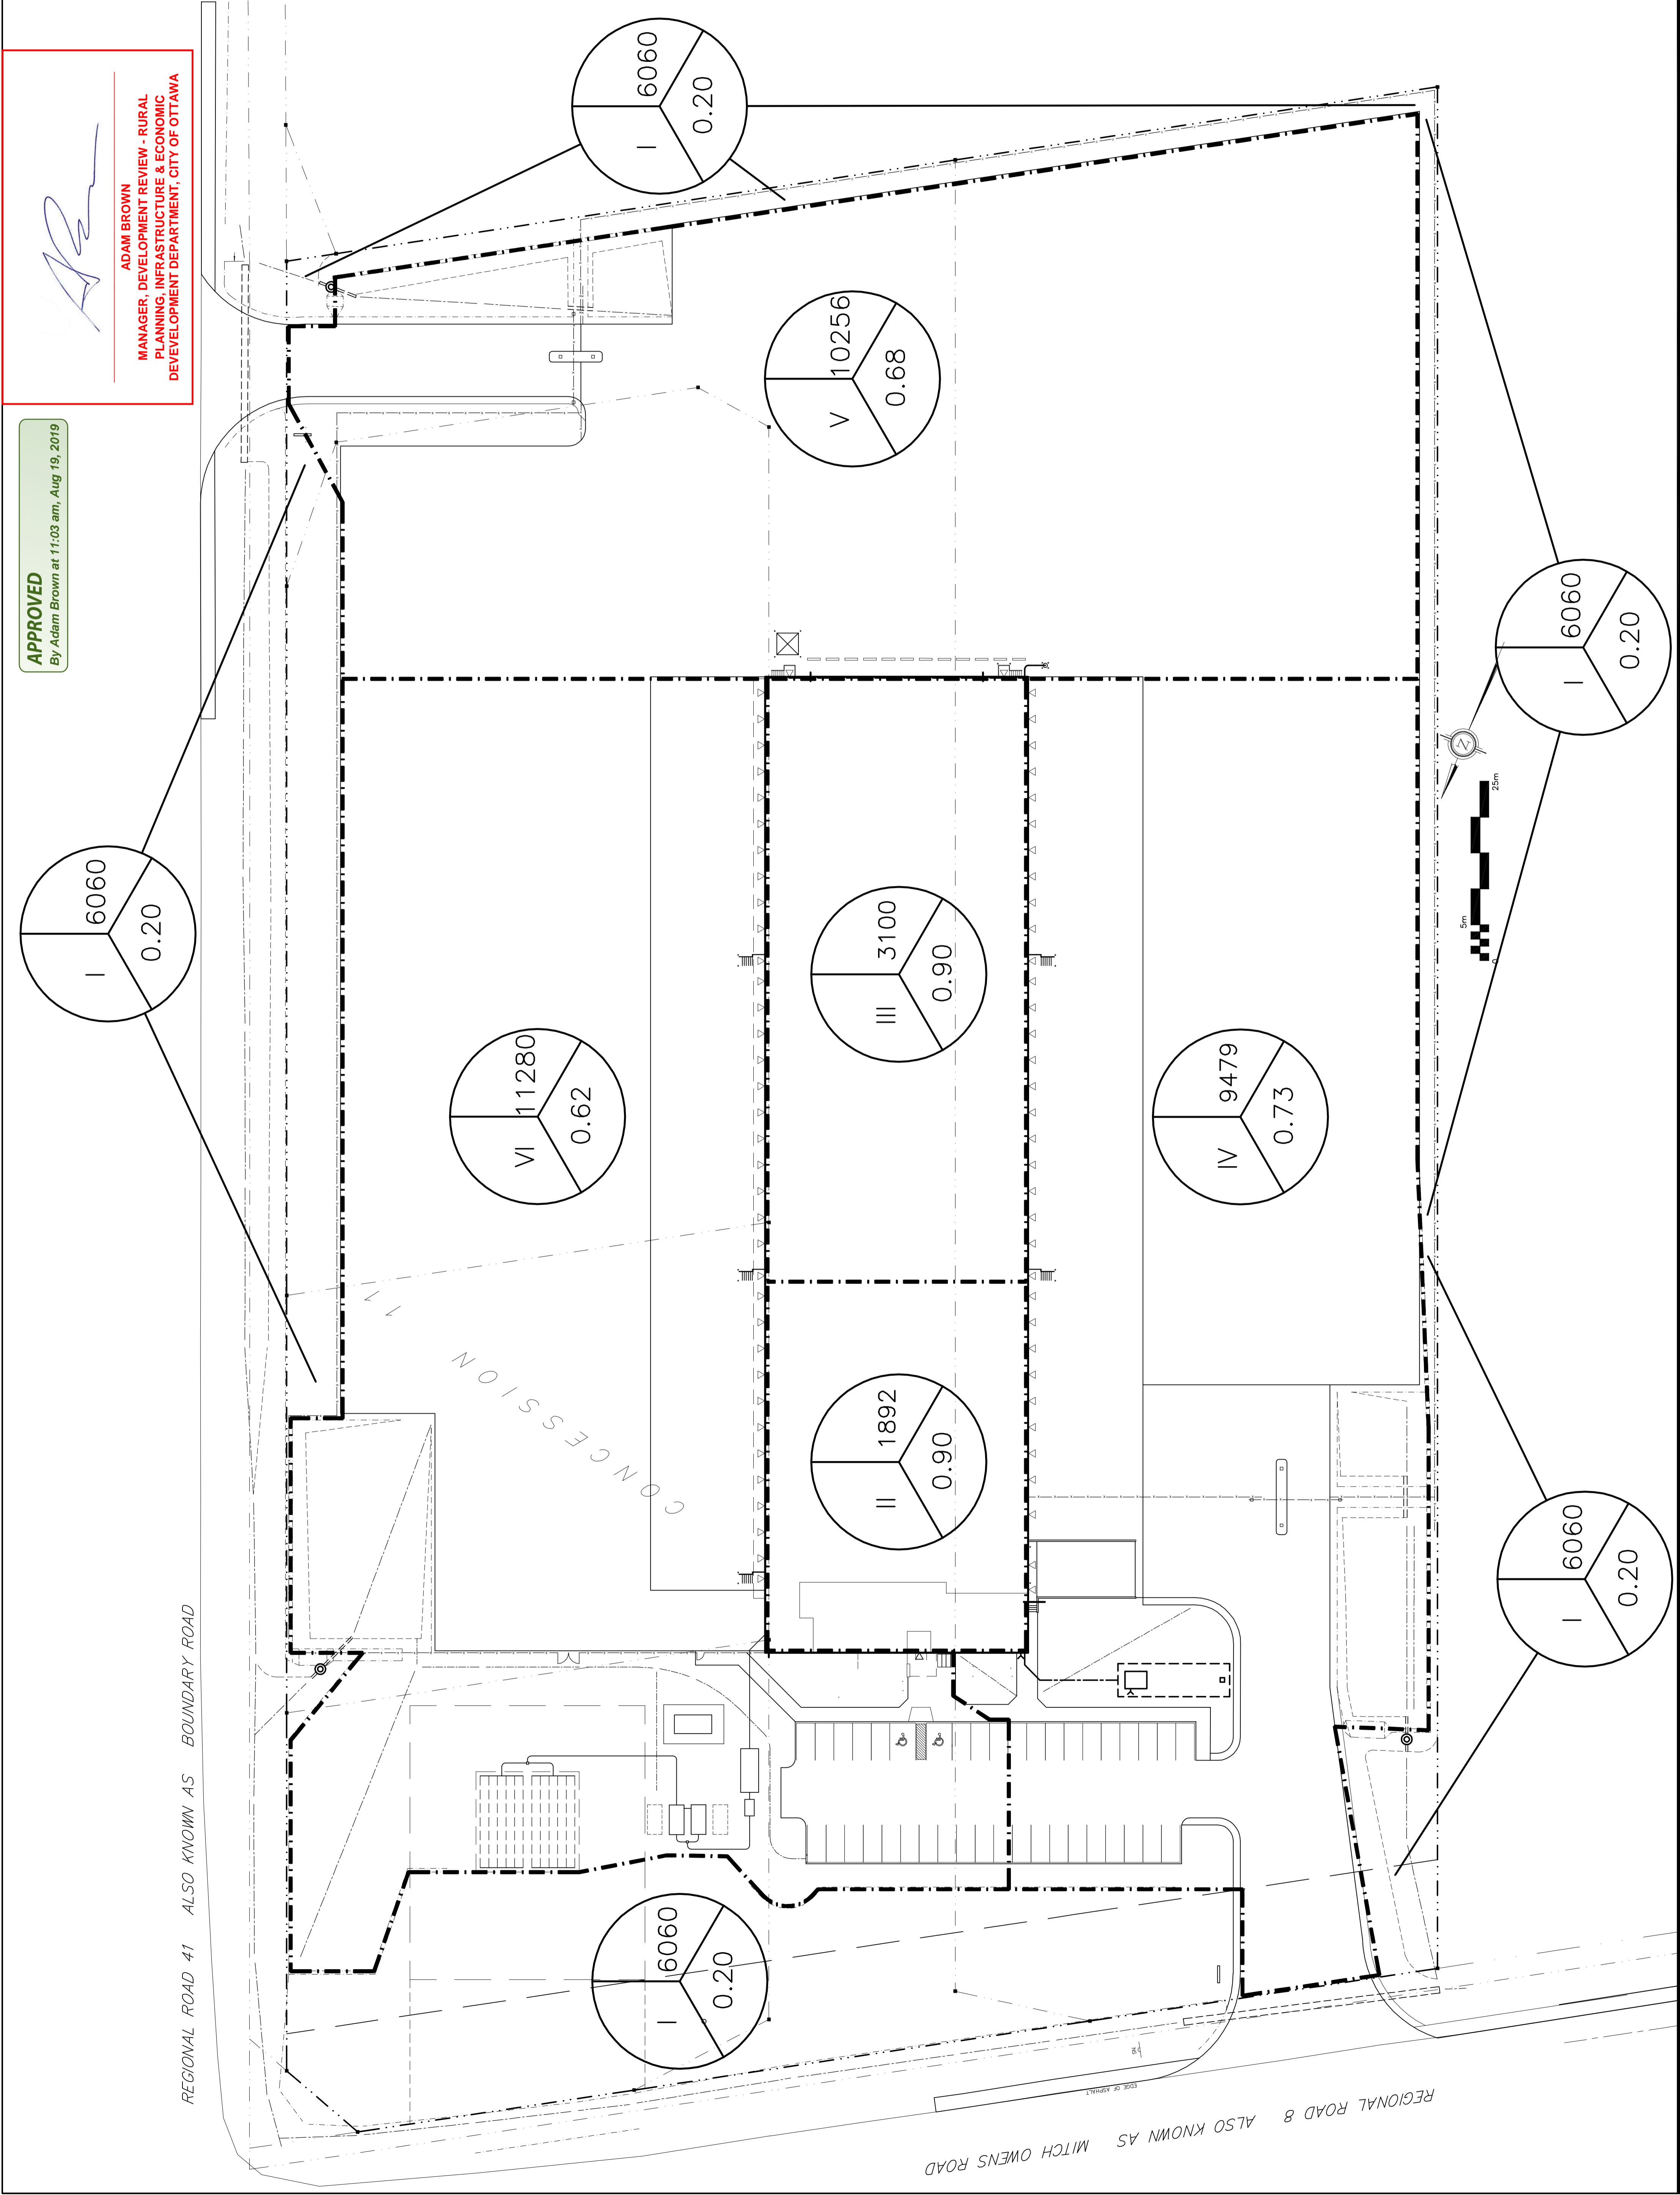 APPROVED
By Adam Brown at 11:03 am, Aug 19, 2019
ADAM BROWN
MANAGER, DEVELOPMENT REVIEW - RURAL
PLANNING, INFRASTRUCTURE & ECONOMIC
DEVEVELOPMENT DEPARTMENT, CITY OF OTTAWA
REGIONAL ROAD 41 ALSO KNOWN AS BOUNDARY ROAD
I
6060
0.20
I
6060
0.20
V
10256
0.68
VI
11280
0.62
III
3100
0.90
II
1892
0.90
IV
9479
0.73
I
6060
0.20
I
6060
0.20
I
6060
0.20
CONCESSION 11
0
5m
25m
N
EDGE OF ASPHALT
REGIONAL ROAD 8 ALSO KNOWN AS MITCH OWENS ROAD